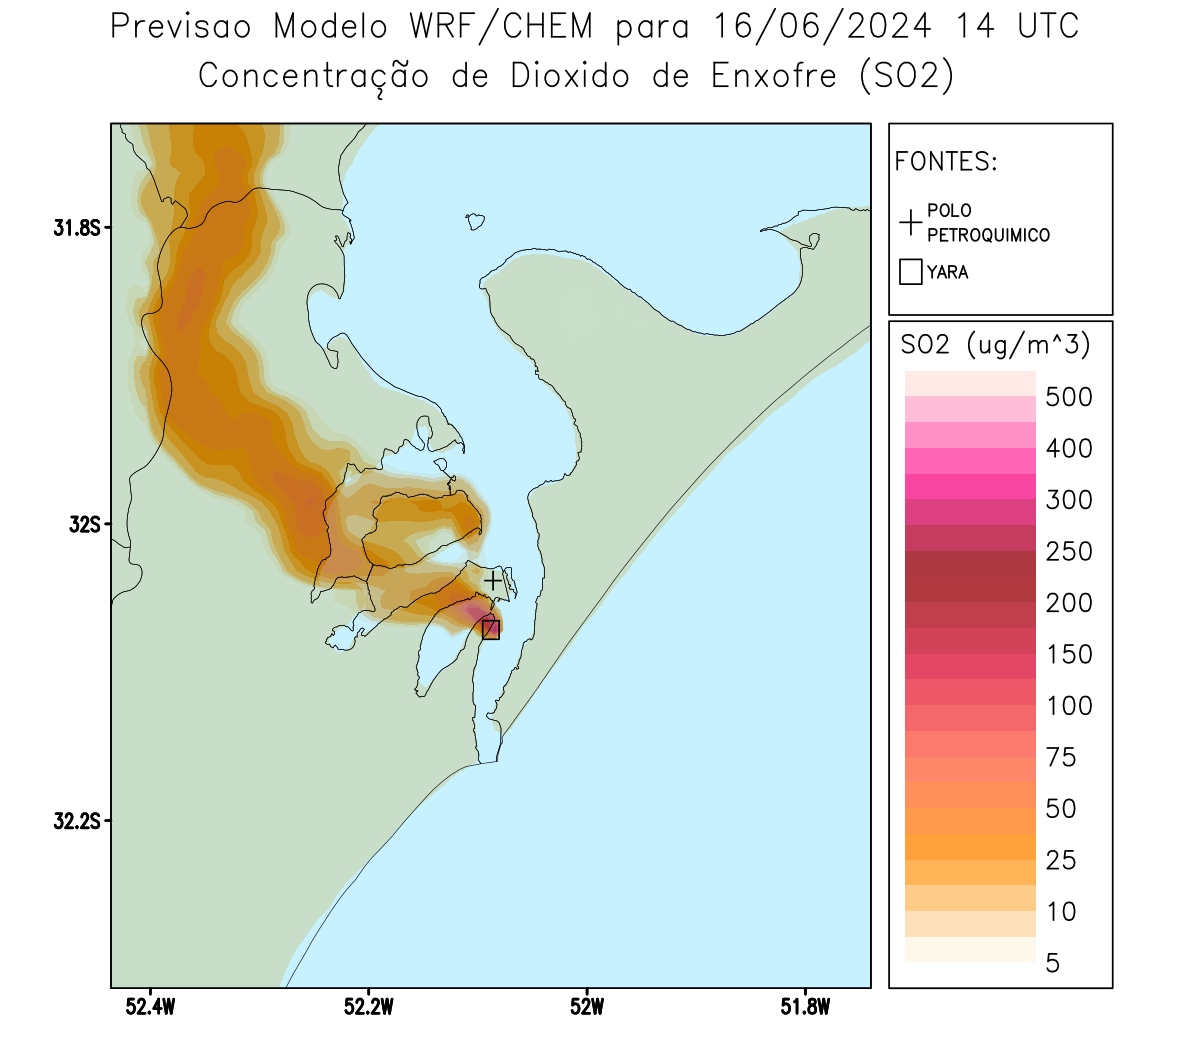 Previsao Modelo WRF/CHEM para 16/06/2024 14 UTC
Concentração de Dioxido de Enxofre (SO2)
FONTES:
POLO
PETROQUIMICO
YARA
SO2 (ug/m^3)
500
400
300
250
200
150
100
75
50
25
10
5
31.8S
32S
32.2S
52.4W
52.2W
52W
51.8W